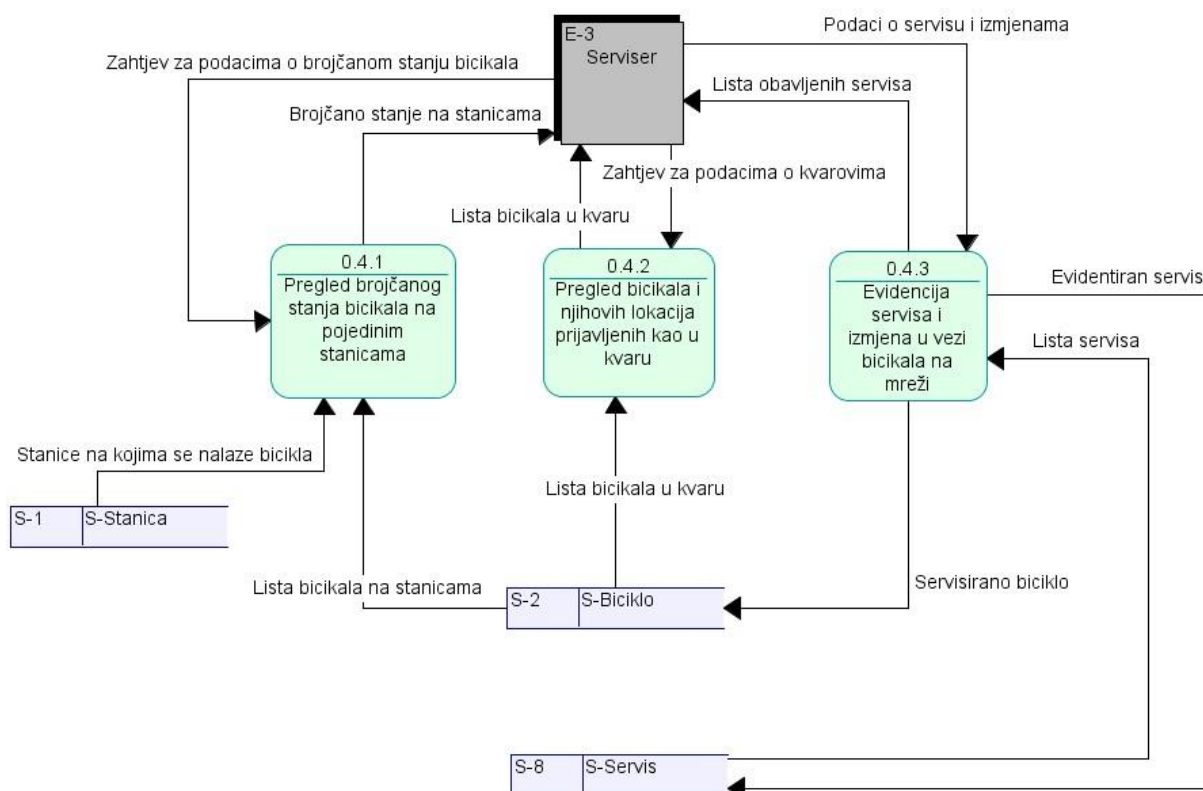 E-3
Serviser
Podaci o servisu i izmjenama
Zahtjev za podacima o brojčanom stanju bicikala
Lista obavljenih servisa
Brojčano stanje na stanicama
Zahtjev za podacima o kvarovima
Lista bicikala u kvaru
0.4.1
Pregled brojčanog
stanja bicikala na
pojedinim
stanicama
0.4.2
Pregled bicikala i
njihovih lokacija
prijavljenih kao u
kvaru
0.4.3
Evidencija
servisa i
izmjena u vezi
bicikala na
mreži
Evidentiran servis
Lista servisa
Stanice na kojima se nalaze bicikla
Lista bicikala u kvaru
S-1 S-Stanica
Lista bicikala na stanicama
Servisirano biciklo
S-2 S-Biciklo
S-8 S-Servis